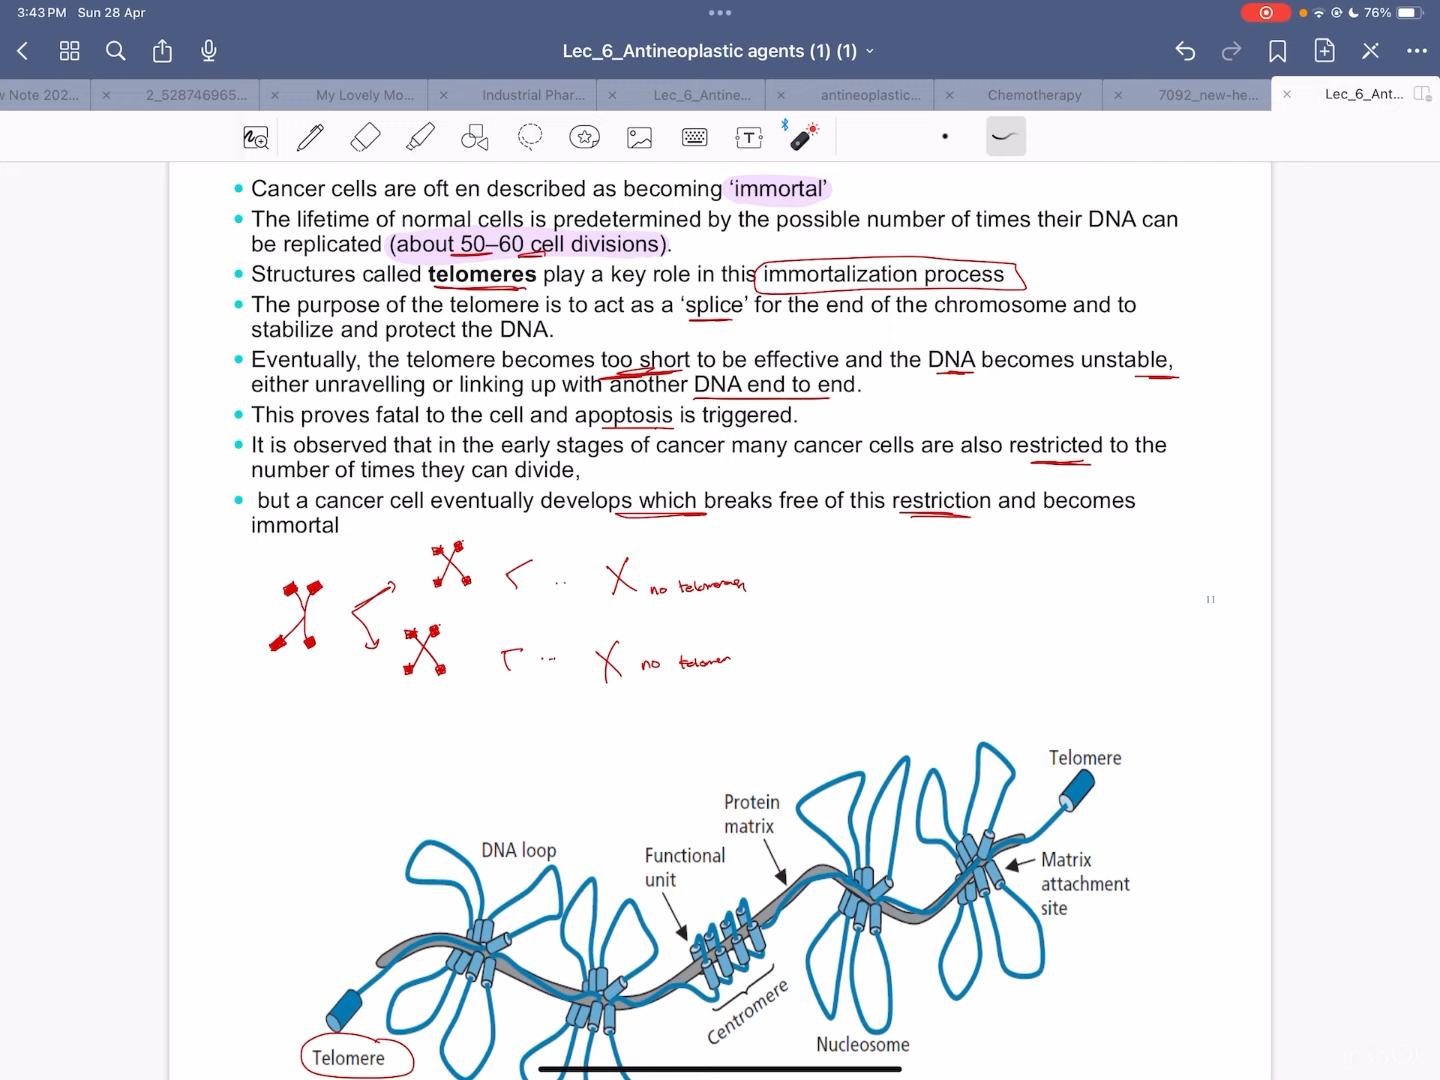 3:43 PM Sun 28 Apr
76%
Lec_6_Antineoplastic agents (1) (1)
w Note 202...
2_528746965...
My Lovely Mo...
Industrial Phar...
Lec_6_Antine...
antineoplastic...
Chemotherapy
7092_new-he...
Lec_6_Ant...
Cancer cells are oft en described as becoming ‘immortal’
The lifetime of normal cells is predetermined by the possible number of times their DNA can
be replicated (about 50–60 cell divisions).
Structures called telomeres play a key role in this immortalization process
The purpose of the telomere is to act as a ‘splice’ for the end of the chromosome and to
stabilize and protect the DNA.
Eventually, the telomere becomes too short to be effective and the DNA becomes unstable,
either unravelling or linking up with another DNA end to end.
This proves fatal to the cell and apoptosis is triggered.
It is observed that in the early stages of cancer many cancer cells are also restricted to the
number of times they can divide,
but a cancer cell eventually develops which breaks free of this restriction and becomes
immortal
no
11
no
Telomere
Protein
matrix
DNA loop
Functional
unit
Matrix
attachment
site
Centromere
Nucleosome
Telomere